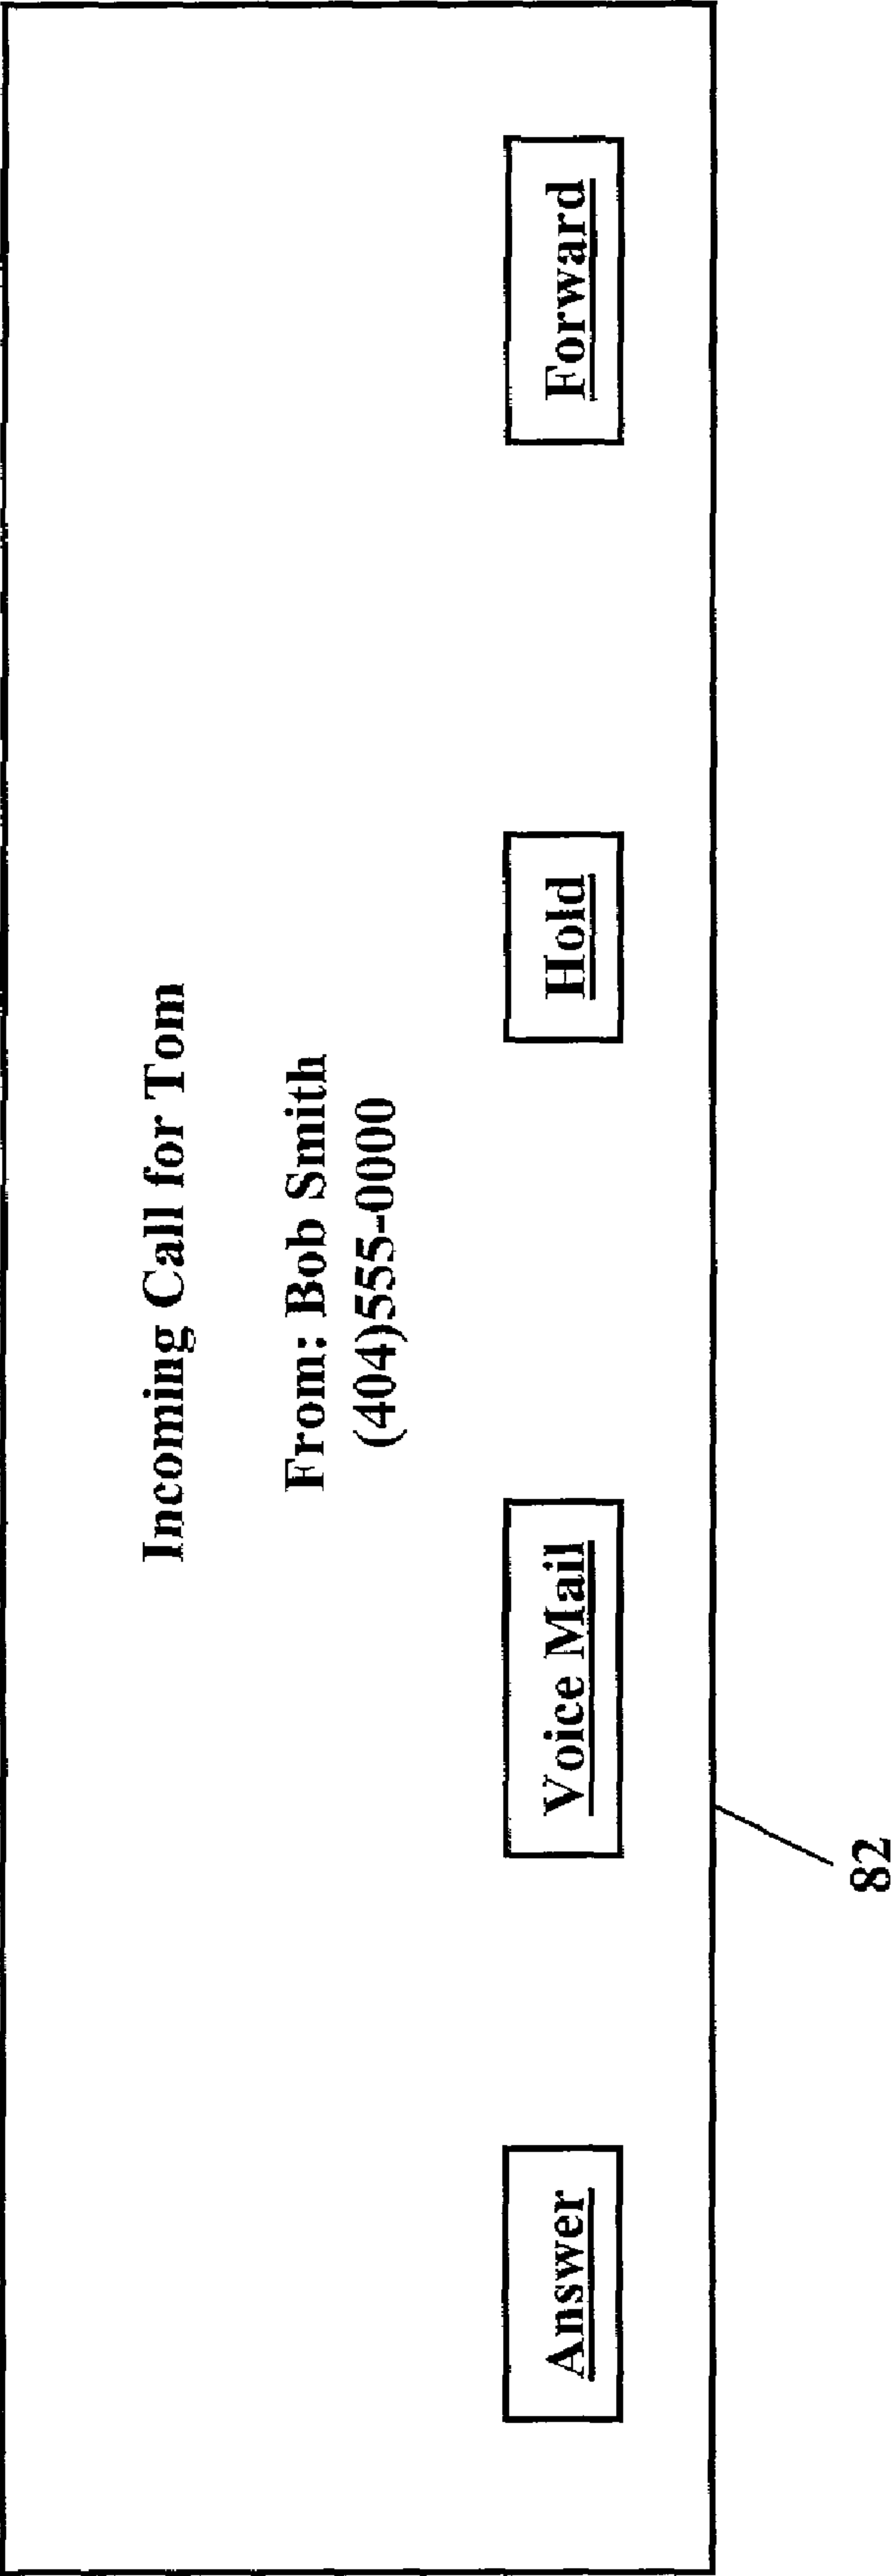 Incoming Call for Tom
From: Bob Smith
(404)555-0000
Answer
Voice Mail
Hold
Forward
82